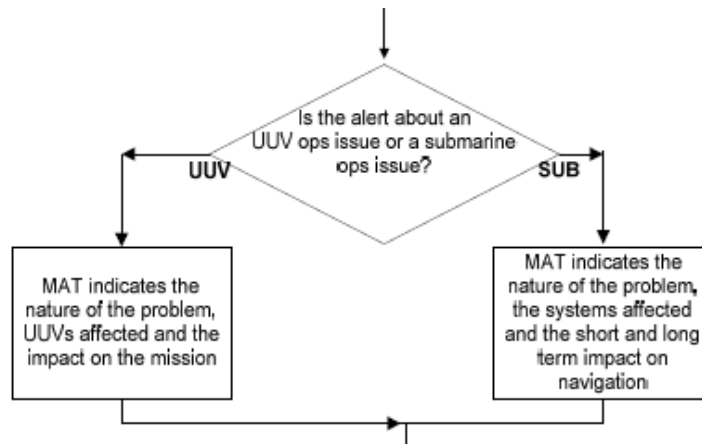 Is the alert about an
UUV ops issue or a submarine
ops issue?
UUV
SUB
MAT indicates the
nature of the problem,
UUVs affected and the
impact on the mission
MAT indicates the
nature of the problem,
the systems affected
and the short and long
term impact on
navigation